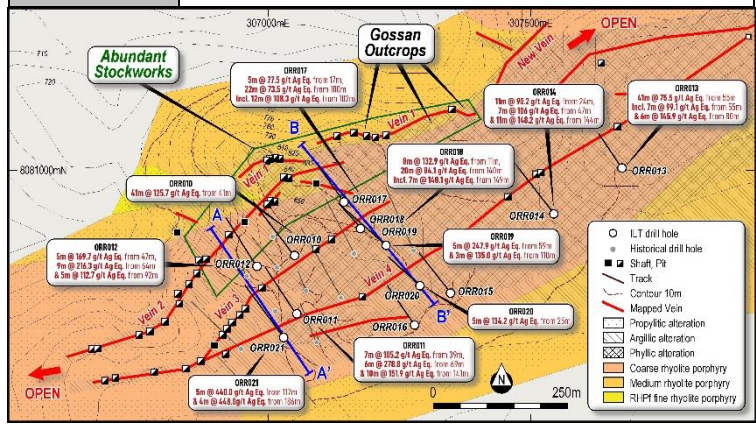 307000mE
307500mE
8081000mN
OPEN
Abundant
Stockworks
Gossan
Outcrops
New Vein
ORR017
5m @ 77.5 g/t Ag Eq. from 17m,
22m @ 73.5 g/t Ag Eq. from 100m
Incl. 12m @ 108.3 g/t Ag Eq. from 102m
ORR014
11m @ 90.2 g/t Ag Eq. from 24m,
7m @ 106 g/t Ag Eq. from 47m
& 11m @ 148.2 g/t Ag Eq. from 144m
ORR013
41m @ 75.5 g/t Ag Eq. from 55m
Incl. 7m @ 99.1 g/t Ag Eq. from 55m
& 6m @ 145.9 g/t Ag Eq. from 80m
ORR018
8m @ 132.9 g/t Ag Eq. from 11m,
20m @ 84.1 g/t Ag Eq. from 140m
Incl. 7m @ 148.1 g/t Ag Eq. from 149m
ORR010
41m @ 125.7 g/t Ag Eq. from 41m
ORR012
5m @ 169.7 g/t Ag Eq. from 47m,
9m @ 216.3 g/t Ag Eq. from 64m
& 5m @ 112.7 g/t Ag Eq. from 92m
ORR019
5m @ 247.9 g/t Ag Eq. from 59m
& 3m @ 135.0 g/t Ag Eq. from 110m
ORR020
5m @ 134.2 g/t Ag Eq. from 25m
ORR011
7m @ 105.2 g/t Ag Eq. from 39m,
6m @ 278.8 g/t Ag Eq. from 69m
& 10m @ 151.9 g/t Ag Eq. from 141m
ORR021
5m @ 440.0 g/t Ag Eq. from 117m
& 4m @ 448.0g/t Ag Eq. from 186m
B
Vein 1
Vein 1
ORR013
ORR017
ORR018
ORR014
A
ORR010
ORR019
ORR012
Vein 4
ORR020
ORR015
B'
Vein 2
Vein 3
ORR011
ORR016
ORR021
A'
OPEN
715
720
N
250m
0
ILT drill hole
Historical drill hole
Shaft, Pit
Track
Contour 10m
Mapped Vein
Propylitic alteration
Argillic alteration
Phyllic alteration
Coarse rhyolite porphyry
Medium rhyolite porphyry
RHPf fine rhyolite porphyry